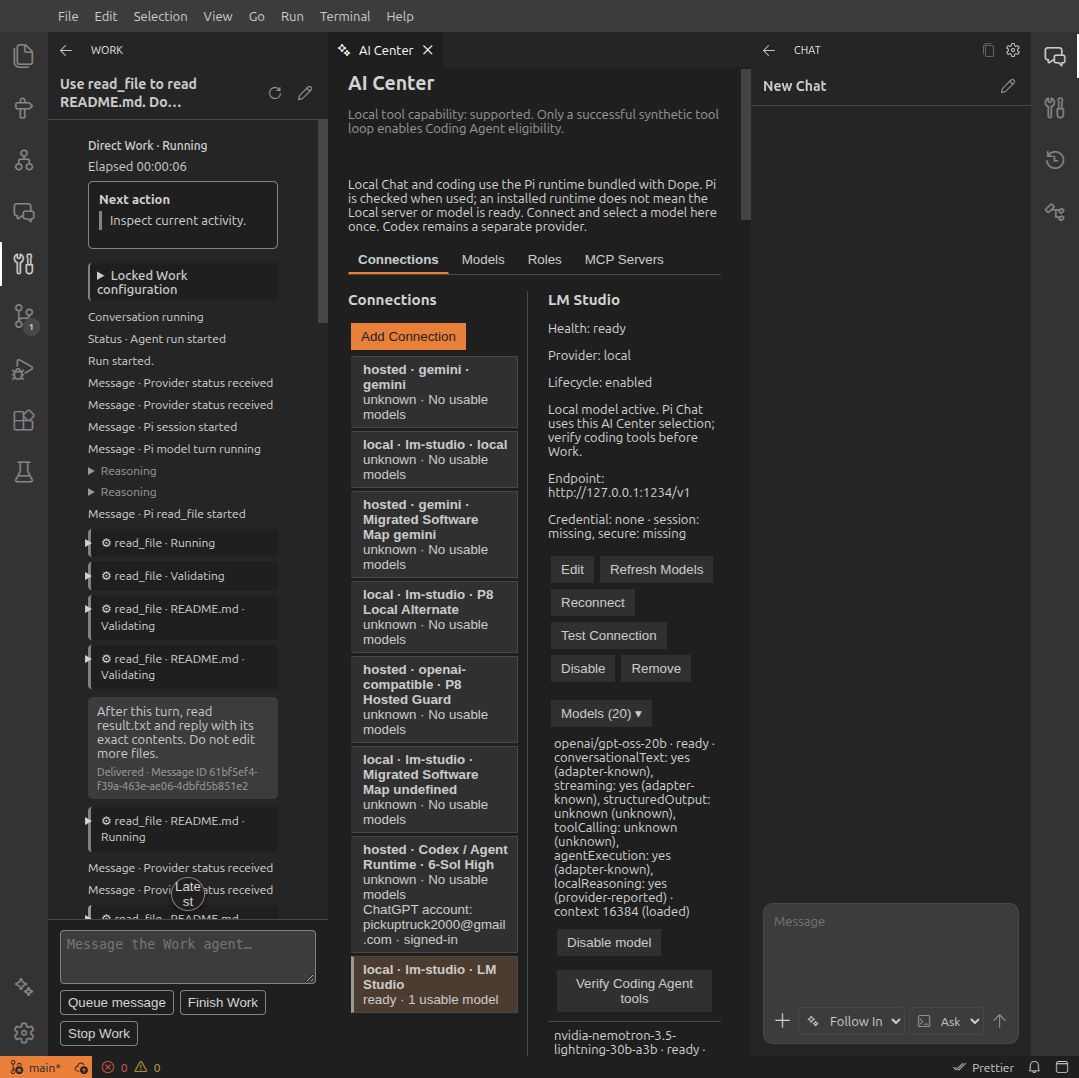 File Edit Selection View Go Run Terminal Help
WORK
Use read_file to read
README.md. Do...
Direct Work · Running
Elapsed 00:00:06
Next action
Inspect current activity.
Locked Work
configuration
Conversation running
Status · Agent run started
Run started.
Message · Provider status received
Message · Provider status received
Message · Pi session started
Message · Pi model turn running
Reasoning
Reasoning
Message · Pi read_file started
read_file · Running
read_file · Validating
read_file · README.md ·
Validating
read_file · README.md ·
Validating
After this turn, read
result.txt and reply with its
exact contents. Do not edit
more files.
Delivered · Message ID 61bf5ef4-
f39a-463e-ae06-4dbfd5b851e2
read_file · README.md ·
Running
Message · Provider status received
Message · status received
Late
st
read_file · README.md ·
Message the Work agent…
Queue message
Finish Work
Stop Work
1
AI Center
AI Center
Local tool capability: supported. Only a successful synthetic tool
loop enables Coding Agent eligibility.
Local Chat and coding use the Pi runtime bundled with Dope. Pi
is checked when used; an installed runtime does not mean the
Local server or model is ready. Connect and select a model here
once. Codex remains a separate provider.
Connections Models Roles MCP Servers
Connections
Add Connection
hosted · gemini ·
gemini
unknown · No usable
models
local · lm-studio · local
unknown · No usable
models
hosted · gemini ·
Migrated Software
Map gemini
unknown · No usable
models
local · lm-studio · P8
Local Alternate
unknown · No usable
models
hosted · openai-
compatible · P8
Hosted Guard
unknown · No usable
models
local · lm-studio ·
Migrated Software
Map undefined
unknown · No usable
models
hosted · Codex / Agent
Runtime · 6-Sol High
unknown · No usable
models
ChatGPT account:
pickuptruck2000@gmail
.com · signed-in
local · lm-studio · LM
Studio
ready · 1 usable model
LM Studio
Health: ready
Provider: local
Lifecycle: enabled
Local model active. Pi Chat
uses this AI Center selection;
verify coding tools before
Work.
Endpoint:
http://127.0.0.1:1234/v1
Credential: none · session:
missing, secure: missing
Edit
Refresh Models
Reconnect
Test Connection
Disable
Remove
Models (20) ▾
openai/gpt-oss-20b · ready ·
conversationalText: yes
(adapter-known),
streaming: yes (adapter-
known), structuredOutput:
unknown (unknown),
toolCalling: unknown
(unknown),
agentExecution: yes
(adapter-known),
localReasoning: yes
(provider-reported) ·
context 16384 (loaded)
Disable model
Verify Coding Agent
tools
nvidia-nemotron-3.5-
lightning-30b-a3b · ready ·
CHAT
New Chat
Message
Follow In
Ask
main*
0 0
Prettier